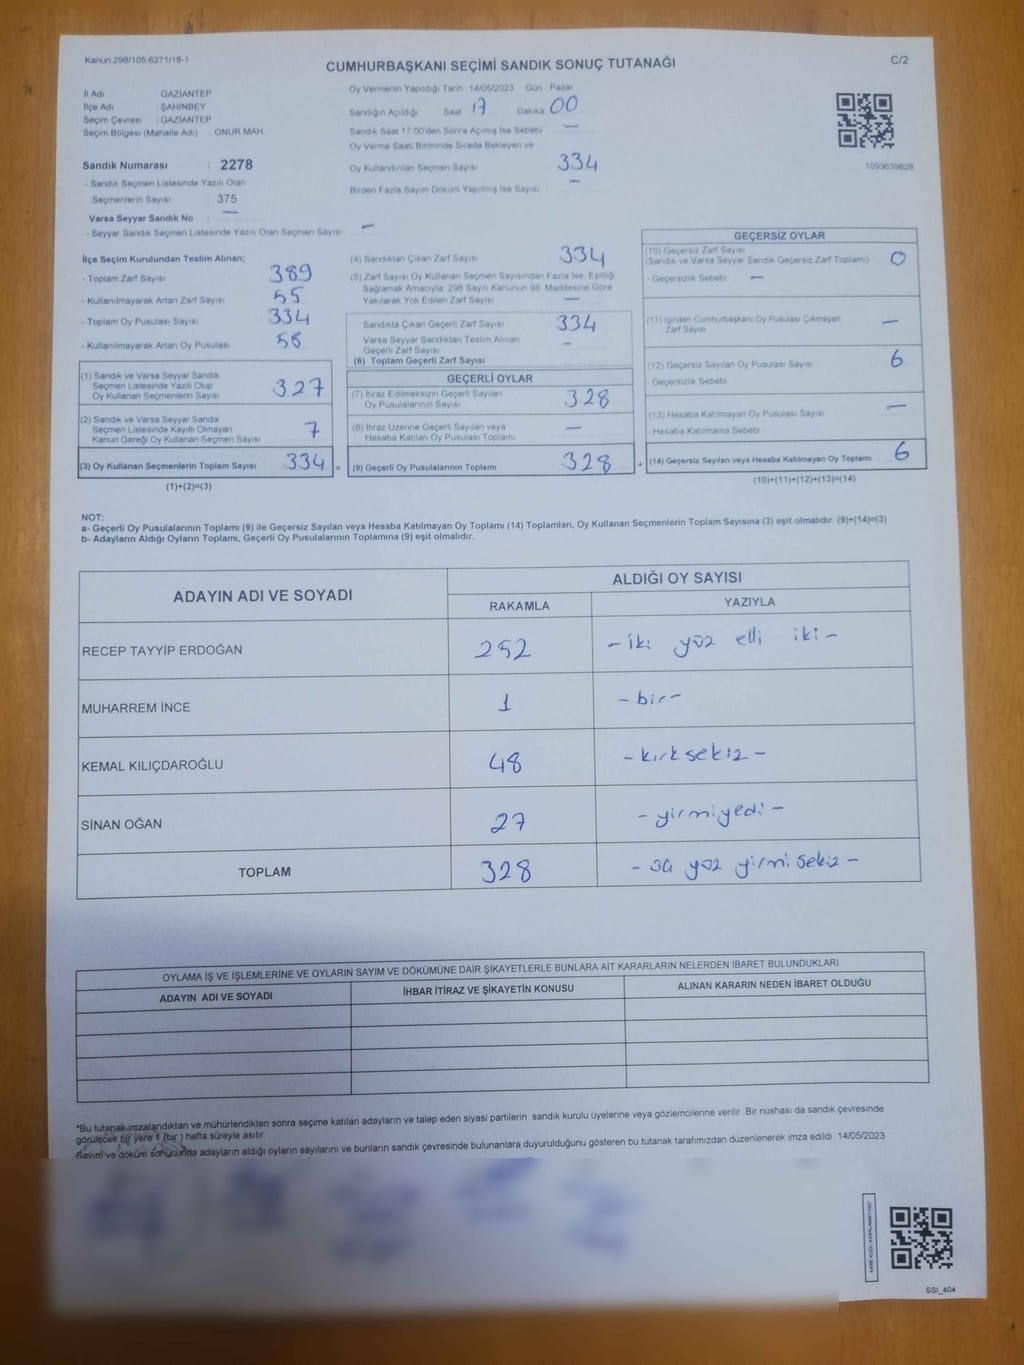 Kanun:298/105.6271/18-1
CUMHURBAŞKANI SEÇİMİ SANDIK SONUÇ TUTANAĞI
C/2
İl Adı GAZİANTEP
İlçe Adı ŞAHİNBEY
Seçim Çevresi : GAZİANTEP
Seçim Bölgesi (Mahalle Adı) ONUR MAH.
Sandık Numarası : 2278
- Sandık Seçmen Listesinde Yazılı Olan
Seçmenlerin Sayısı 375
Varsa Seyyar Sandık No —
- Seyyar Sandık Seçmen Listesinde Yazılı Olan Seçmen Sayısı —
Oy Vermenin Yapıldığı Tarih 14/05/2023 Gün Pazar
Sandığın Açıldığı Saat 17 Dakika 00
Sandık Saat 17.00'den Sonra Açılmış İse Sebebi —
Oy Verme Saati Bitiminde Sırada Bekleyen ve
Oy Kullandırılan Seçmen Sayısı 334
Birden Fazla Sayım Döküm Yapılmış İse Sayısı —
1093639828
İlçe Seçim Kurulundan Teslim Alınan;
- Toplam Zarf Sayısı 389
- Kullanılmayarak Artan Zarf Sayısı 55
- Toplam Oy Pusulası Sayısı 334
- Kullanılmayarak Artan Oy Pusulası
(1) Sandık ve Varsa Seyyar Sandık
Seçmen Listesinde Yazılı Olup
Oy Kullanan Seçmenlerin Sayısı 327
(2) Sandık ve Varsa Seyyar Sandık
Seçmen Listesinde Kayıtlı Olmayan
Kanun Gereği Oy Kullanan Seçmen Sayısı 7
(3) Oy Kullanan Seçmenlerin Toplam Sayısı 334 =
(1)+(2)=(3)
(4) Sandıktan Çıkan Zarf Sayısı 334
(5) Zarf Sayısı Oy Kullanan Seçmen Sayısından Fazla İse, Eşitliği
Sağlamak Amacıyla; 298 Sayılı Kanunun 98. Maddesine Göre
Yakılarak Yok Edilen Zarf Sayısı —
Sandıkta Çıkan Geçerli Zarf Sayısı 334
Varsa Seyyar Sandıktan Teslim Alınan
Geçerli Zarf Sayısı —
(6) Toplam Geçerli Zarf Sayısı
GEÇERLİ OYLAR
(7) İtiraz Edilmeksizin Geçerli Sayılan
Oy Pusulalarının Sayısı 328
(8) İtiraz Üzerine Geçerli Sayılan veya
Hesaba Katılan Oy Pusulası Toplamı —
(9) Geçerli Oy Pusulalarının Toplamı 328 +
GEÇERSİZ OYLAR
(10) Geçersiz Zarf Sayısı
(Sandık ve Varsa Seyyar Sandık Geçersiz Zarf Toplamı) 0
- Geçersizlik Sebebi —
(11) İçinden Cumhurbaşkanı Oy Pusulası Çıkmayan
Zarf Sayısı —
(12) Geçersiz Sayılan Oy Pusulası Sayısı 6
- Geçersizlik Sebebi
(13) Hesaba Katılmayan Oy Pusulası Sayısı —
- Hesaba Katılmama Sebebi
(14) Geçersiz Sayılan veya Hesaba Katılmayan Oy Toplamı 6
(10)+(11)+(12)+(13)=(14)
NOT:
a- Geçerli Oy Pusulalarının Toplamı (9) ile Geçersiz Sayılan veya Hesaba Katılmayan Oy Toplamı (14) Toplamları, Oy Kullanan Seçmenlerin Toplam Sayısına (3) eşit olmalıdır. (9)+(14)=(3)
b- Adayların Aldığı Oyların Toplamı, Geçerli Oy Pusulalarının Toplamına (9) eşit olmalıdır.
ADAYIN ADI VE SOYADI ALDIĞI OY SAYISI
RAKAMLA YAZIYLA
RECEP TAYYİP ERDOĞAN 252 - iki yüz elli iki -
MUHARREM İNCE 1 - bir -
KEMAL KILIÇDAROĞLU 48 - kırksekiz -
SİNAN OĞAN 27 - yirmiyedi -
TOPLAM 328 - üç yüz yirmi sekiz -
OYLAMA İŞ VE İŞLEMLERİNE VE OYLARIN SAYIM VE DÖKÜMÜNE DAİR ŞİKAYETLERLE BUNLARA AİT KARARLARIN NELERDEN İBARET BULUNDUKLARI
ADAYIN ADI VE SOYADI İHBAR İTİRAZ VE ŞİKAYETİN KONUSU ALINAN KARARIN NEDEN İBARET OLDUĞU
*Bu tutanak imzalandıktan ve mühürlendikten sonra seçime katılan adayların ve talep eden siyasi partilerin sandık kurulu üyelerine veya gözlemcilerine verilir. Bir nüshası da sandık çevresinde
görülecek bir yere 1 (bir ) hafta süreyle asılır.
Sayım ve döküm sonucunda adayların aldığı oyların sayılarını ve bunların sandık çevresinde bulunanlara duyurulduğunu gösteren bu tutanak tarafımızdan düzenlenerek imza edildi. 14/05/2023
SSİ_404